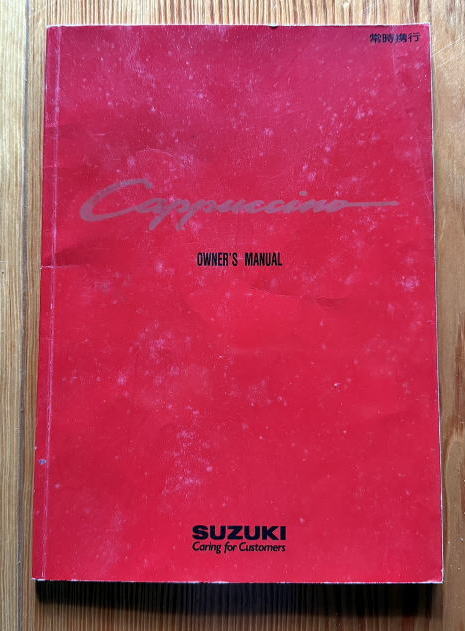 常時携行
Cappuccino
OWNER'S MANUAL
SUZUKI
Caring for Customers